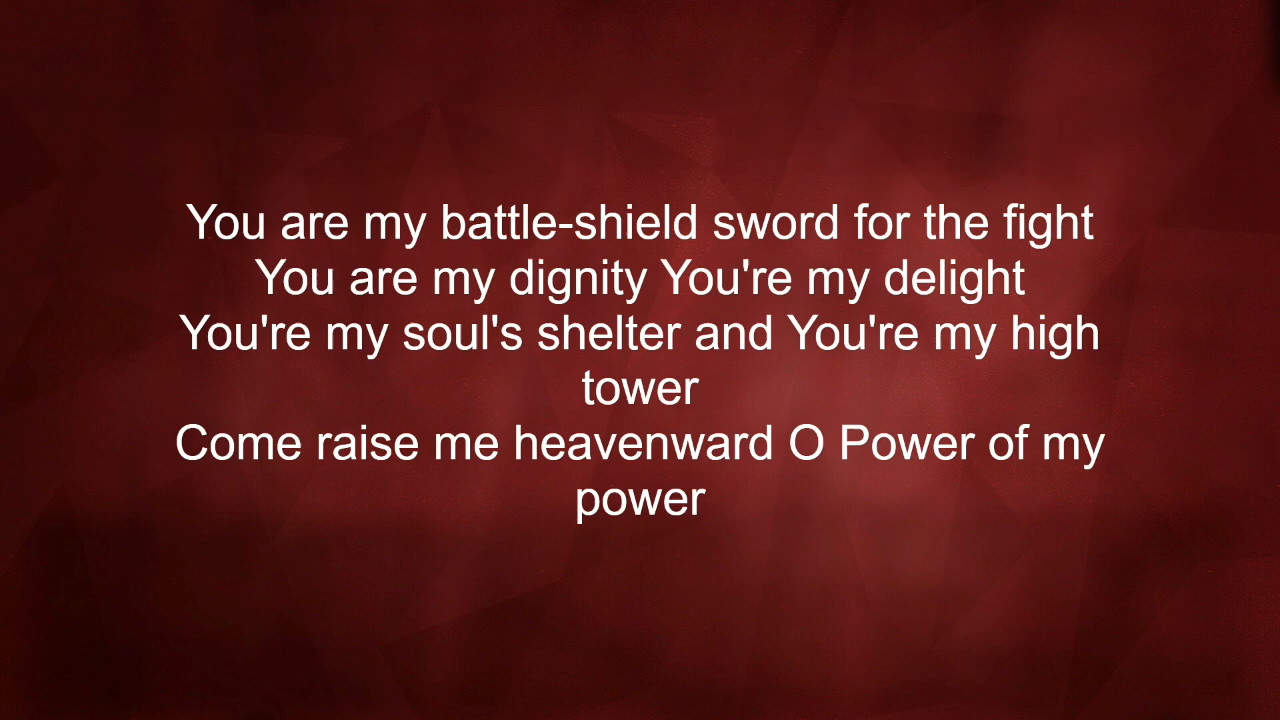 You are my battle-shield sword for the fight
You are my dignity You're my delight
You're my soul's shelter and You're my high
tower
Come raise me heavenward O Power of my
power